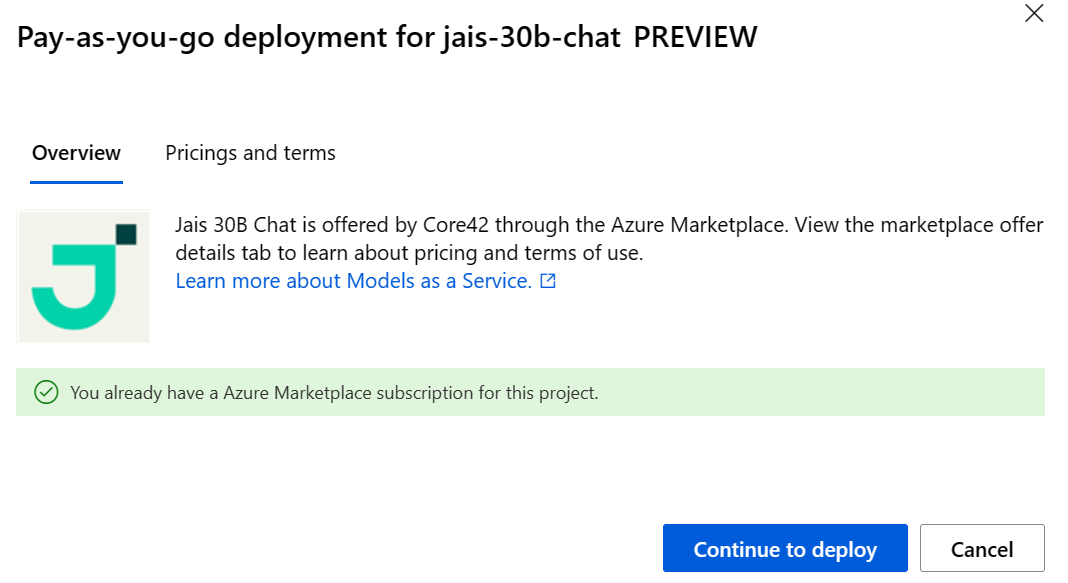 Pay-as-you-go deployment for jais-30b-chat PREVIEW
Overview
Pricings and terms
Jais 30B Chat is offered by Core42 through the Azure Marketplace. View the marketplace offer
details tab to learn about pricing and terms of use.
Learn more about Models as a Service.
You already have a Azure Marketplace subscription for this project.
Continue to deploy
Cancel